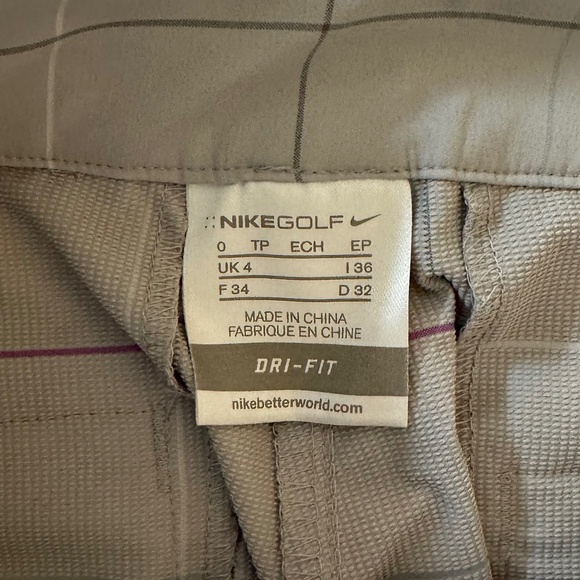 NIKEGOLF
0 TP ECH EP
UK 4 I 36
F 34 D 32
MADE IN CHINA
FABRIQUE EN CHINE
DRI-FIT
nikebetterworld.com